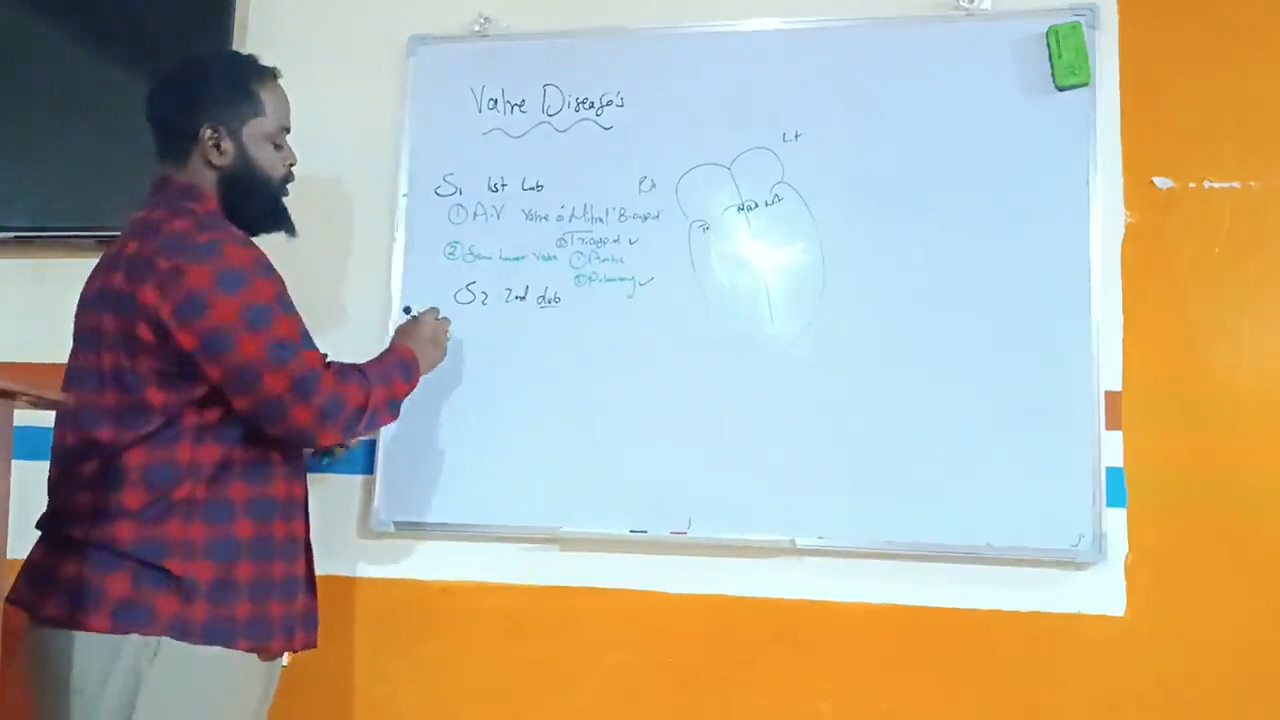 Valve Disease's
Lt
S1 1st Lub
Rt
① A.V Valve ① Mitral "Bicuspid
② Tricuspid ✓
② Semi lunar Valve ① Aortic
② Pulmonary ✓
S2 2nd dub